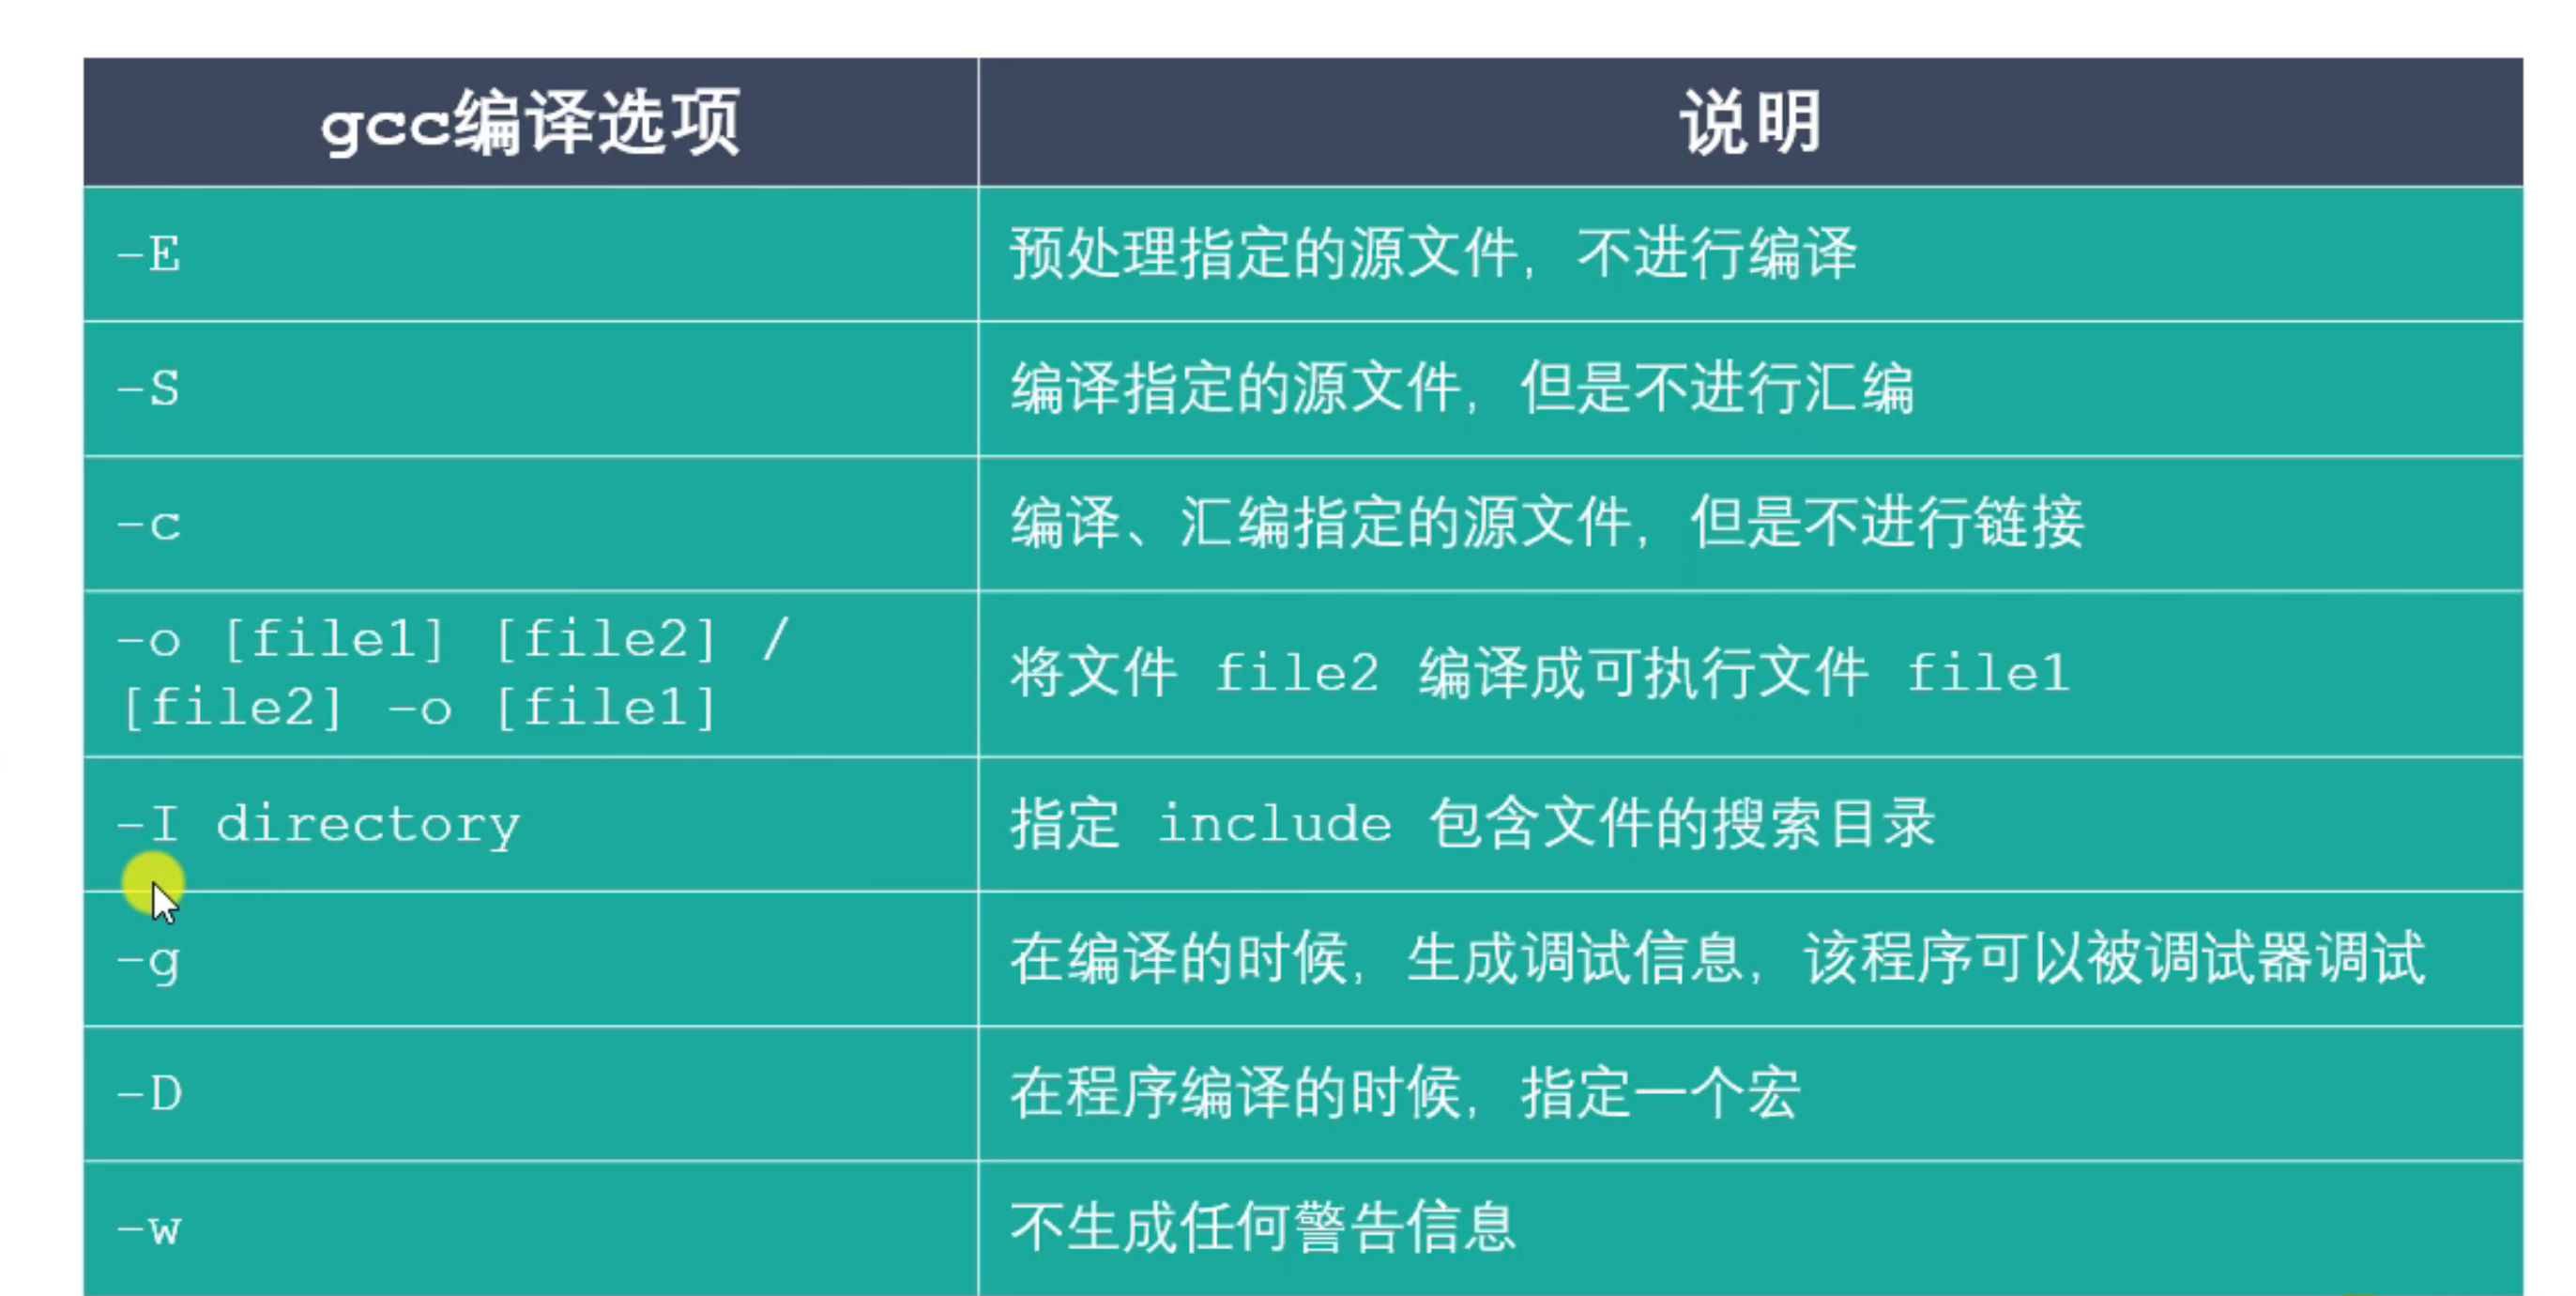 gcc编译选项
说明
-E
预处理指定的源文件，不进行编译
-S
编译指定的源文件，但是不进行汇编
-c
编译、汇编指定的源文件，但是不进行链接
-o [file1] [file2] /
[file2] -o [file1]
将文件 file2 编译成可执行文件 file1
-I directory
指定 include 包含文件的搜索目录
-g
在编译的时候，生成调试信息，该程序可以被调试器调试
-D
在程序编译的时候，指定一个宏
-w
不生成任何警告信息